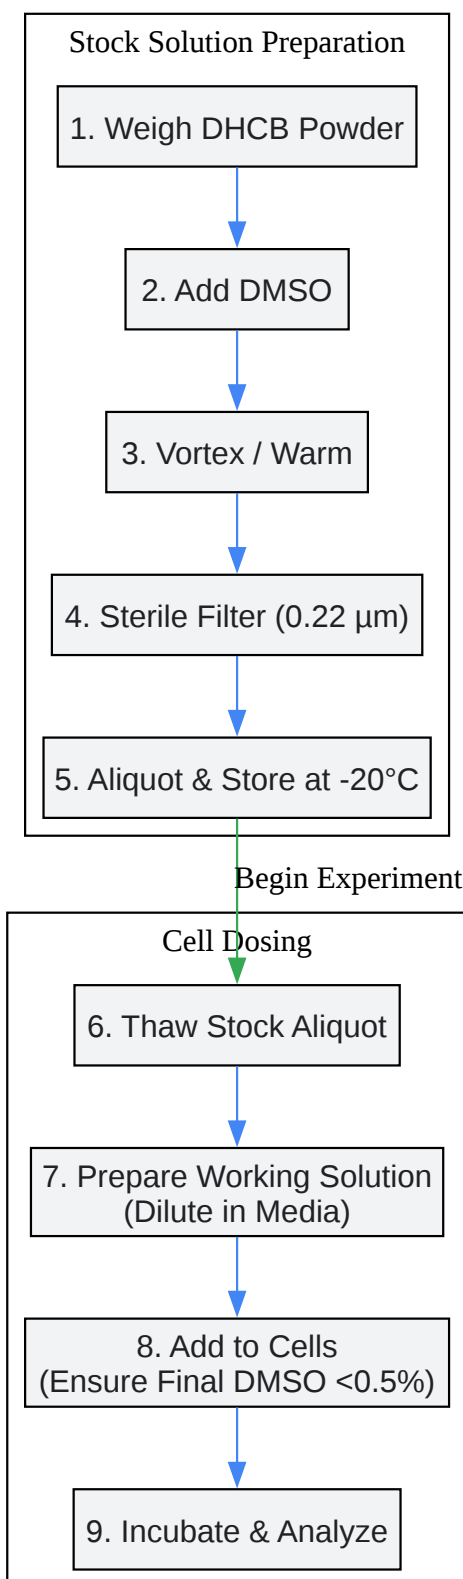 Stock Solution Preparation
1. Weigh DHCB Powder
2. Add DMSO
3. Vortex / Warm
4. Sterile Filter (0.22 µm)
5. Aliquot & Store at -20°C
Begin Experiment
Cell Dosing
6. Thaw Stock Aliquot
7. Prepare Working Solution
(Dilute in Media)
8. Add to Cells
(Ensure Final DMSO <0.5%)
9. Incubate & Analyze